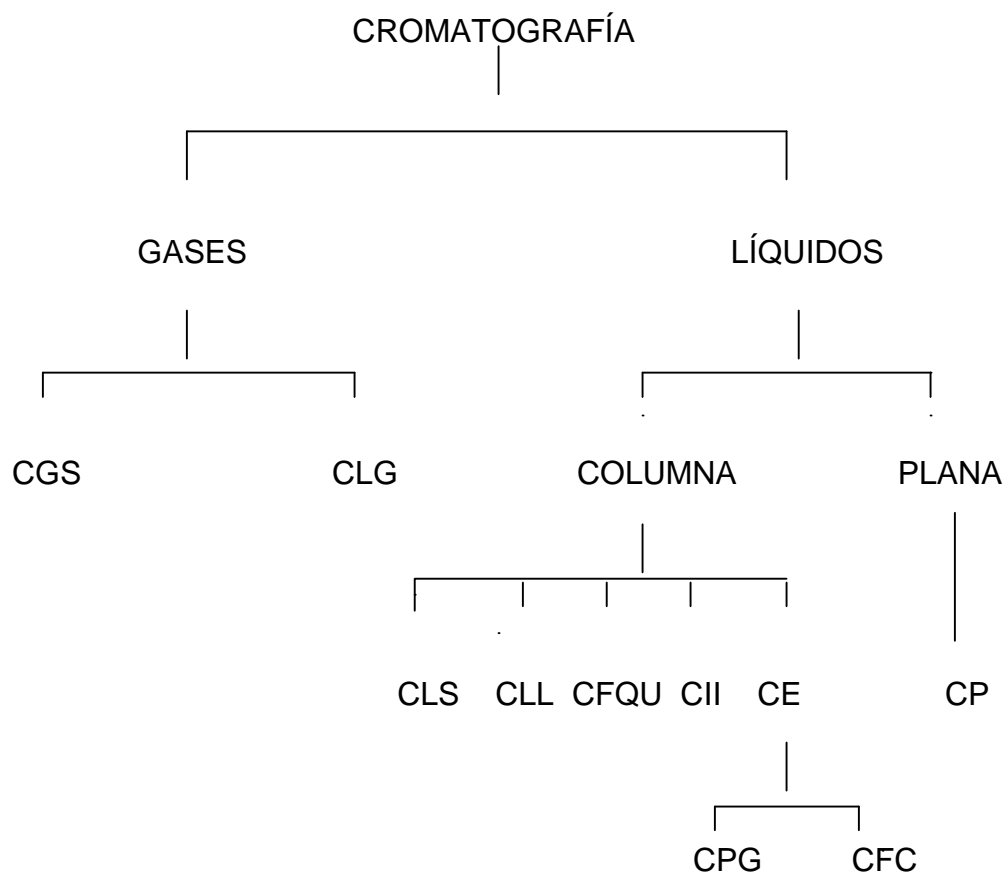 CROMATOGRAFÍA
GASES LÍQUIDOS
CGS CLG COLUMNA PLANA
CLS CLL CFQU CII CE CP
CPG CFC